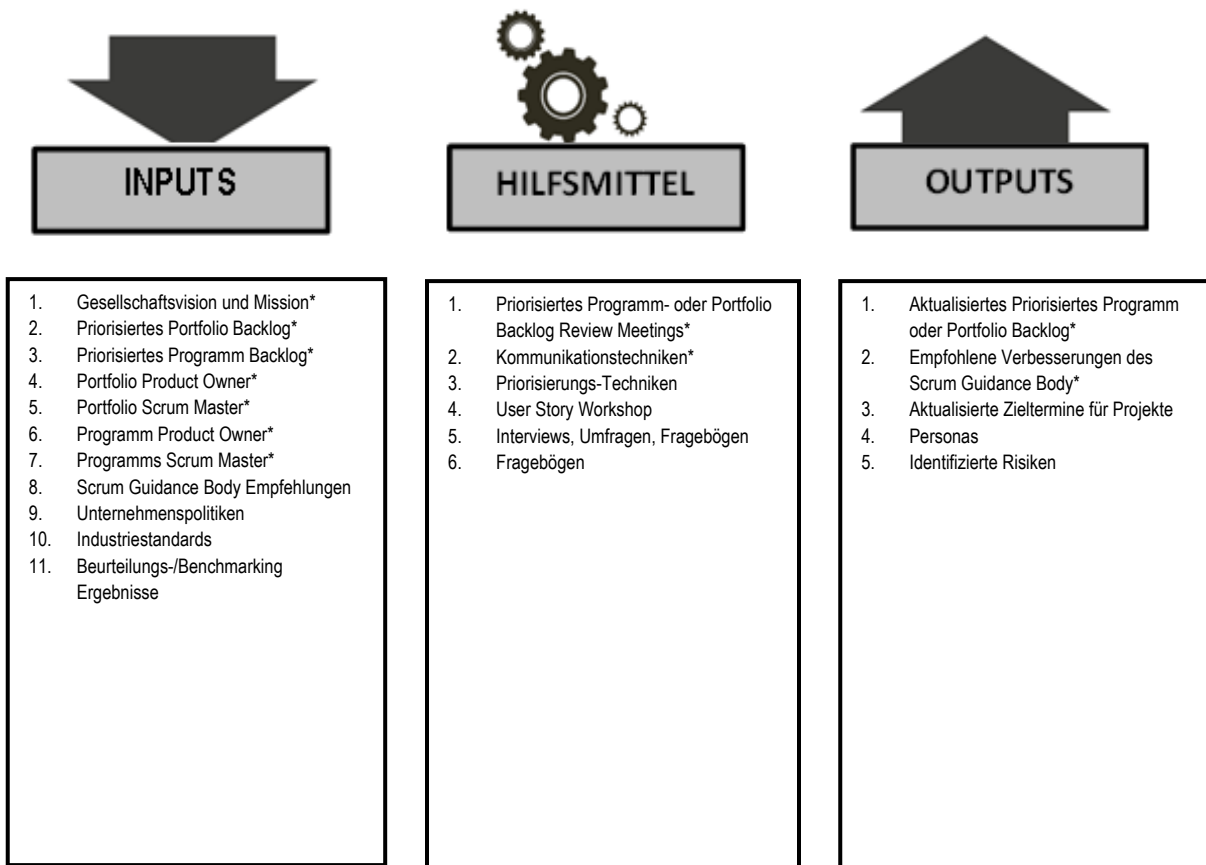 INPUTS
HILFSMITTEL
OUTPUTS
1. Gesellschaftsvision und Mission*
2. Priorisiertes Portfolio Backlog*
3. Priorisiertes Programm Backlog*
4. Portfolio Product Owner*
5. Portfolio Scrum Master*
6. Programm Product Owner*
7. Programms Scrum Master*
8. Scrum Guidance Body Empfehlungen
9. Unternehmenspolitiken
10. Industriestandards
11. Beurteilungs-/Benchmarking
Ergebnisse
1. Priorisiertes Programm- oder Portfolio
Backlog Review Meetings*
2. Kommunikationstechniken*
3. Priorisierungs-Techniken
4. User Story Workshop
5. Interviews, Umfragen, Fragebögen
6. Fragebögen
1. Aktualisiertes Priorisiertes Programm
oder Portfolio Backlog*
2. Empfohlene Verbesserungen des
Scrum Guidance Body*
3. Aktualisierte Zieltermine für Projekte
4. Personas
5. Identifizierte Risiken